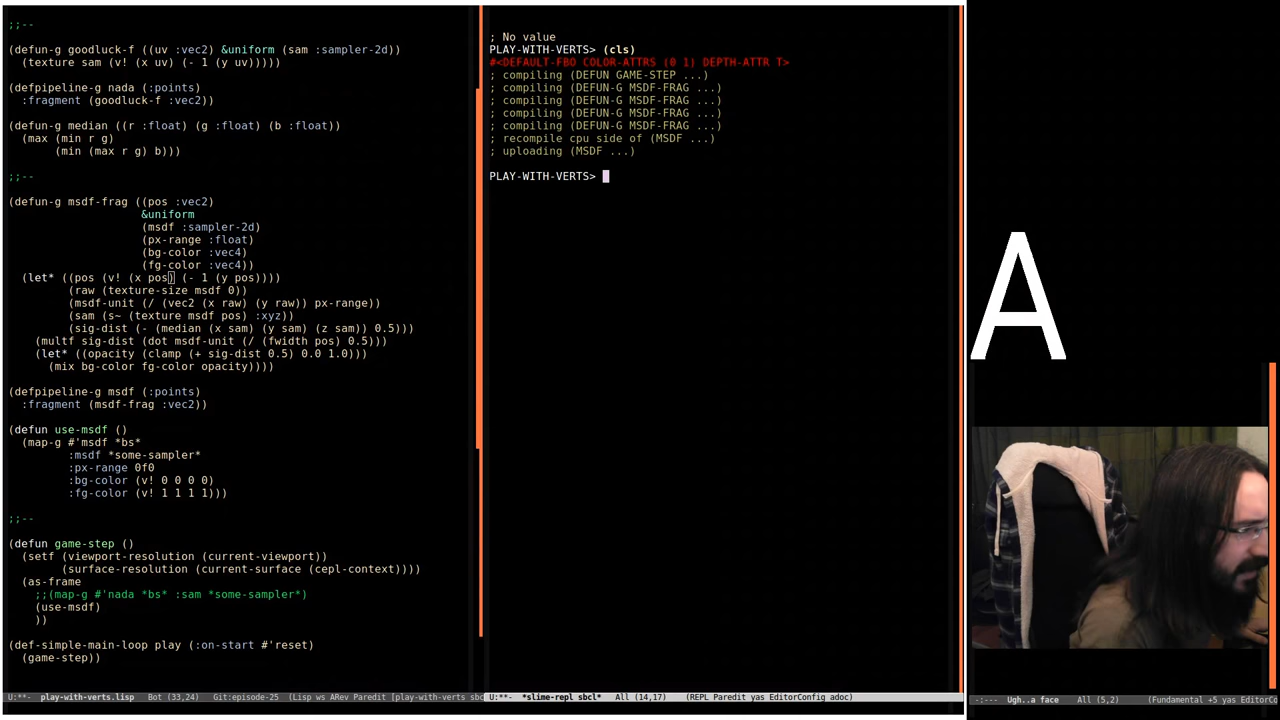 ;;--
(defun-g goodluck-f ((uv :vec2) &uniform (sam :sampler-2d))
  (texture sam (v! (x uv) (- 1 (y uv)))))
(defpipeline-g nada (:points)
  :fragment (goodluck-f :vec2))
(defun-g median ((r :float) (g :float) (b :float))
  (max (min r g)
       (min (max r g) b)))
;;--
(defun-g msdf-frag ((pos :vec2)
                    &uniform
                    (msdf :sampler-2d)
                    (px-range :float)
                    (bg-color :vec4)
                    (fg-color :vec4))
  (let* ((pos (v! (x pos) (- 1 (y pos))))
         (raw (texture-size msdf 0))
         (msdf-unit (/ (vec2 (x raw) (y raw)) px-range))
         (sam (s~ (texture msdf pos) :xyz))
         (sig-dist (- (median (x sam) (y sam) (z sam)) 0.5)))
    (multf sig-dist (dot msdf-unit (/ (fwidth pos) 0.5)))
    (let* ((opacity (clamp (+ sig-dist 0.5) 0.0 1.0)))
      (mix bg-color fg-color opacity))))
(defpipeline-g msdf (:points)
  :fragment (msdf-frag :vec2))
(defun use-msdf ()
  (map-g #'msdf *bs*
         :msdf *some-sampler*
         :px-range 0f0
         :bg-color (v! 0 0 0 0)
         :fg-color (v! 1 1 1 1)))
;;--
(defun game-step ()
  (setf (viewport-resolution (current-viewport))
        (surface-resolution (current-surface (cepl-context))))
  (as-frame
    ;;(map-g #'nada *bs* :sam *some-sampler*)
    (use-msdf)
    ))
(def-simple-main-loop play (:on-start #'reset)
  (game-step))
U:**-  play-with-verts.lisp   Bot (33,24)   Git:episode-25  (Lisp ws ARev Paredit [play-with-verts sbc
; No value
PLAY-WITH-VERTS> (cls)
#<DEFAULT-FBO COLOR-ATTRS (0 1) DEPTH-ATTR T>
; compiling (DEFUN GAME-STEP ...)
; compiling (DEFUN-G MSDF-FRAG ...)
; compiling (DEFUN-G MSDF-FRAG ...)
; compiling (DEFUN-G MSDF-FRAG ...)
; compiling (DEFUN-G MSDF-FRAG ...)
; recompile cpu side of (MSDF ...)
; uploading (MSDF ...)
PLAY-WITH-VERTS>
U:**-  *slime-repl sbcl*   All (14,17)    (REPL Paredit yas EditorConfig adoc)
A
-:---  Ugh..a face    All (5,2)     (Fundamental +5 yas EditorCo